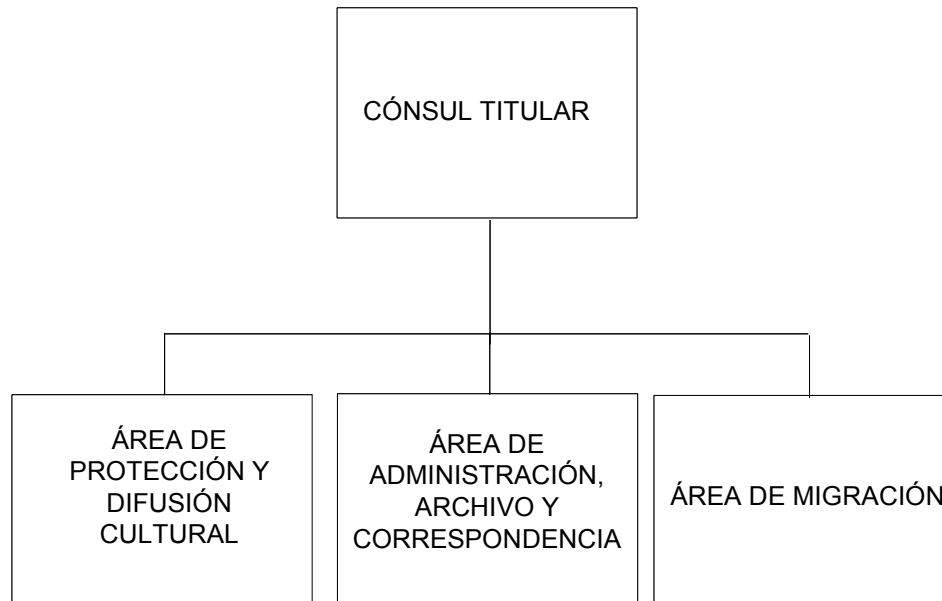 CÓNSUL TITULAR
ÁREA DE
PROTECCIÓN Y
DIFUSIÓN
CULTURAL
ÁREA DE
ADMINISTRACIÓN,
ARCHIVO Y
CORRESPONDENCIA
ÁREA DE MIGRACIÓN